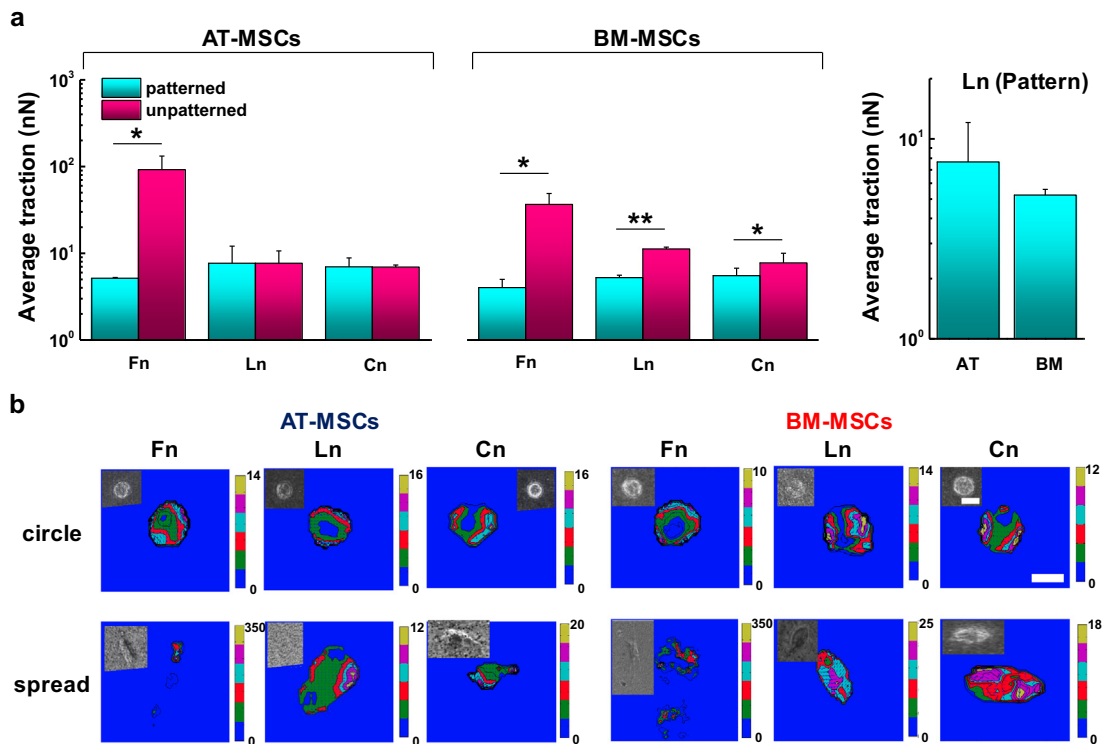 a
AT-MSCs
BM-MSCs
Ln (Pattern)
patterned
unpatterned
Average traction (nN)
10³
10²
10¹
10⁰
*
*
**
*
Fn
Ln
Cn
Fn
Ln
Cn
Average traction (nN)
10¹
10⁰
AT
BM
b
AT-MSCs
BM-MSCs
Fn
Ln
Cn
Fn
Ln
Cn
circle
14
0
16
0
16
0
10
0
14
0
12
0
spread
350
0
12
0
20
0
350
0
25
0
18
0